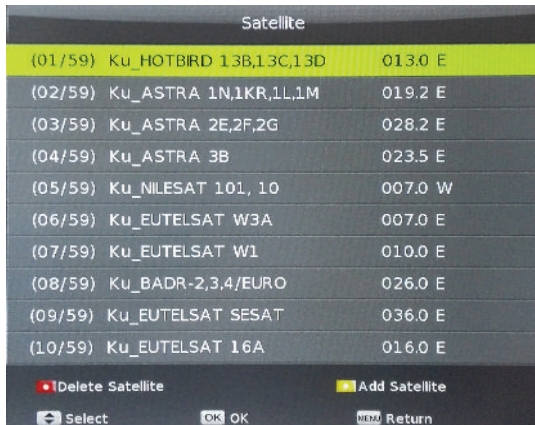 Satellite
(01/59) Ku_HOTBIRD 13B,13C,13D 013.0 E
(02/59) Ku_ASTRA 1N,1KR,1L,1M 019.2 E
(03/59) Ku_ASTRA 2E,2F,2G 028.2 E
(04/59) Ku_ASTRA 3B 023.5 E
(05/59) Ku_NILESAT 101, 10 007.0 W
(06/59) Ku_EUTELSAT W3A 007.0 E
(07/59) Ku_EUTELSAT W1 010.0 E
(08/59) Ku_BADR-2,3,4/EURO 026.0 E
(09/59) Ku_EUTELSAT SESAT 036.0 E
(10/59) Ku_EUTELSAT 16A 016.0 E
Delete Satellite Add Satellite
Select OK OK MENU Return